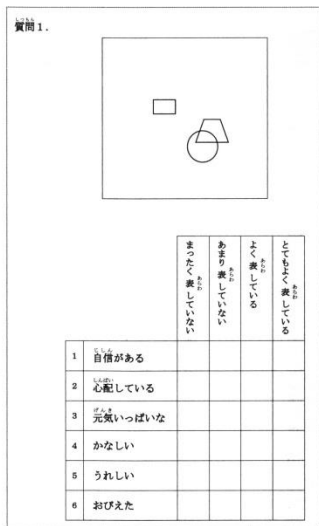 質問1.
まったく表していない
あまり表していない
よく表している
とてもよく表している
1 自信がある
2 心配している
3 元気いっぱいな
4 かなしい
5 うれしい
6 おびえた